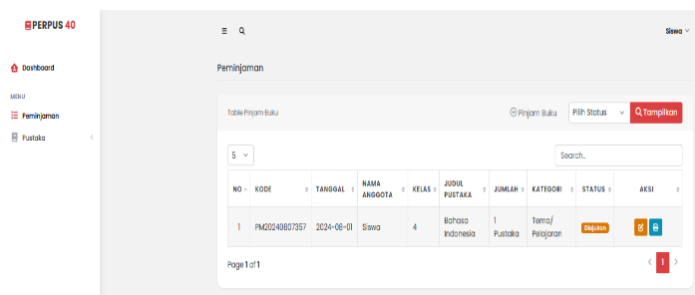 PERPUS 40
Siswa
Dashboard
Peminjaman
MENU
Peminjaman
Table Pinjam Buku
Pinjam Buku
Pilih Status
Tampilkan
Pustaka
5
Search..
NO KODE TANGGAL NAMA ANGGOTA KELAS JUDUL PUSTAKA JUMLAH KATEGORI STATUS AKSI
1 PM20240807357 2024-08-01 Siswa 4 Bahasa Indonesia 1 Pustaka Tema/ Pelajaran Diajukan
Page 1 of 1
1